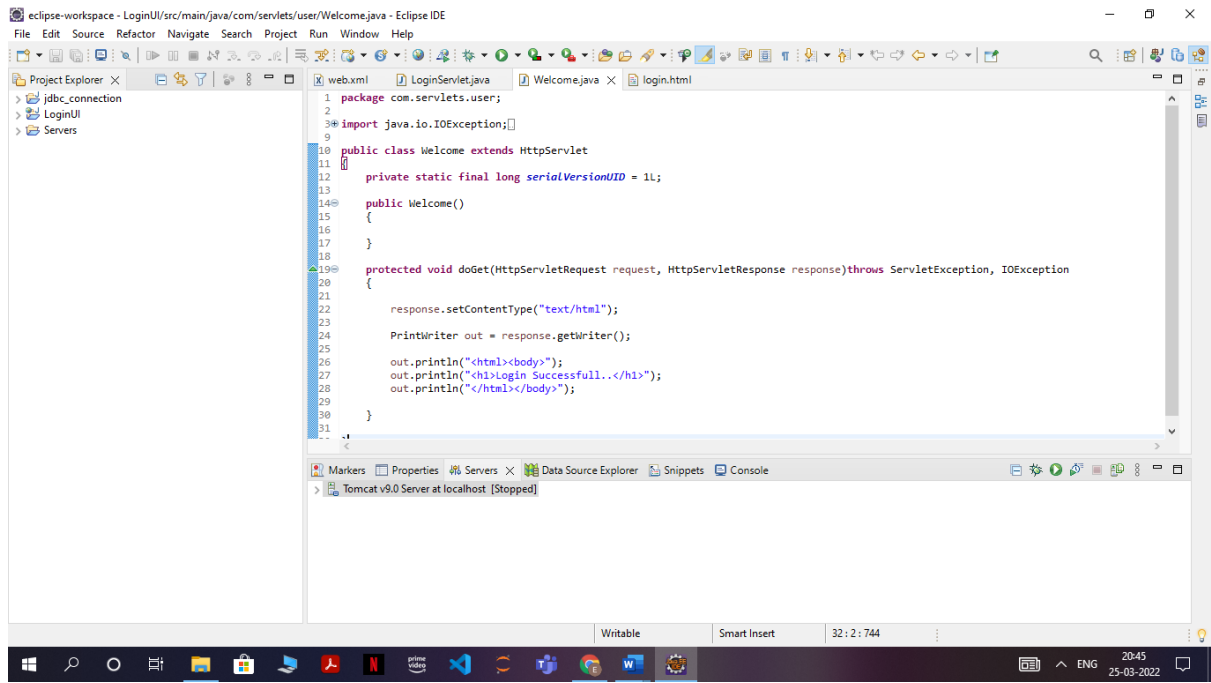 eclipse-workspace - LoginUI/src/main/java/com/servlets/user/Welcome.java - Eclipse IDE
File Edit Source Refactor Navigate Search Project Run Window Help
Project Explorer
jdbc_connection
LoginUI
Servers
web.xml LoginServlet.java Welcome.java login.html
1 package com.servlets.user;
2
3 import java.io.IOException;
9
10 public class Welcome extends HttpServlet
11 {
12 private static final long serialVersionUID = 1L;
13
14 public Welcome()
15 {
16
17 }
18
19 protected void doGet(HttpServletRequest request, HttpServletResponse response)throws ServletException, IOException
20 {
21
22 response.setContentType("text/html");
23
24 PrintWriter out = response.getWriter();
25
26 out.println("<html><body>");
27 out.println("<h1>Login Successfull..</h1>");
28 out.println("</html></body>");
29
30 }
31
Markers Properties Servers Data Source Explorer Snippets Console
Tomcat v9.0 Server at localhost [Stopped]
Writable Smart Insert 32 : 2 : 744
prime video
ENG
20:45
25-03-2022